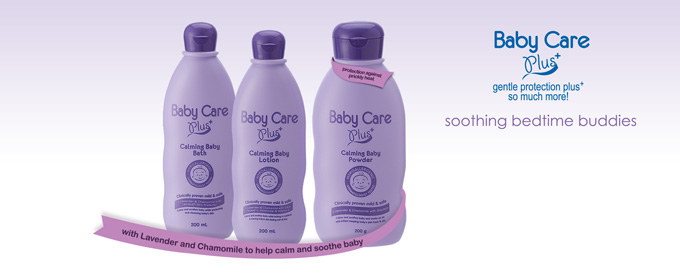 Baby Care
Plus+
gentle protection plus+
so much more!
soothing bedtime buddies
Baby Care
Plus+
Calming Baby
Bath
Clinically proven mild & safe
200 mL
Baby Care
Plus+
Calming Baby
Lotion
Clinically proven mild & safe
200 mL
protection against
prickly heat
Baby Care
Plus+
Calming Baby
Powder
Clinically proven mild & safe
with Lavender and Chamomile to help calm and soothe baby